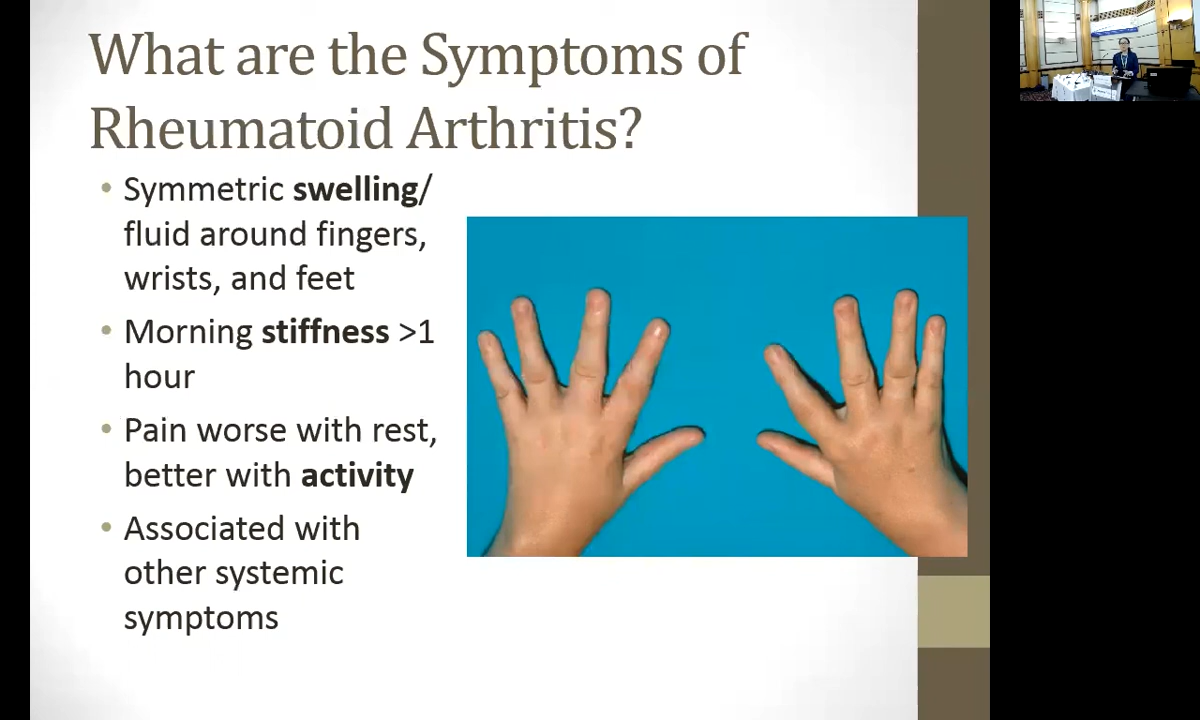 What are the Symptoms of
Rheumatoid Arthritis?
• Symmetric swelling/
fluid around fingers,
wrists, and feet
• Morning stiffness >1
hour
• Pain worse with rest,
better with activity
• Associated with
other systemic
symptoms